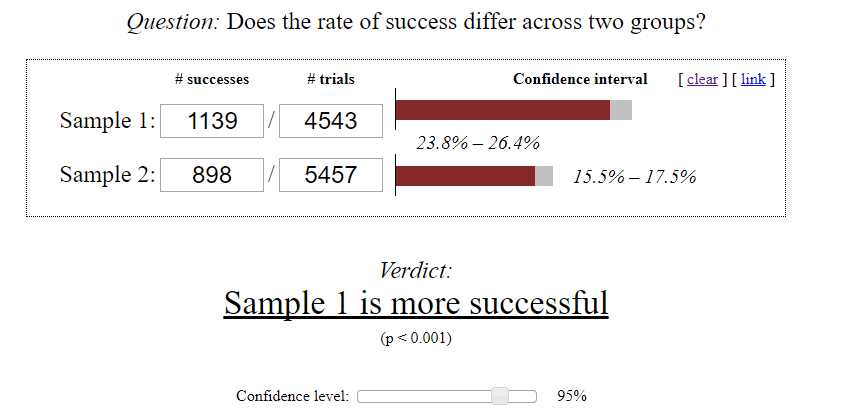 Question: Does the rate of success differ across two groups?
# successes # trials Confidence interval [ clear ] [ link ]
Sample 1: 1139 / 4543
23.8% – 26.4%
Sample 2: 898 / 5457 15.5% – 17.5%
Verdict:
Sample 1 is more successful
(p < 0.001)
Confidence level: 95%